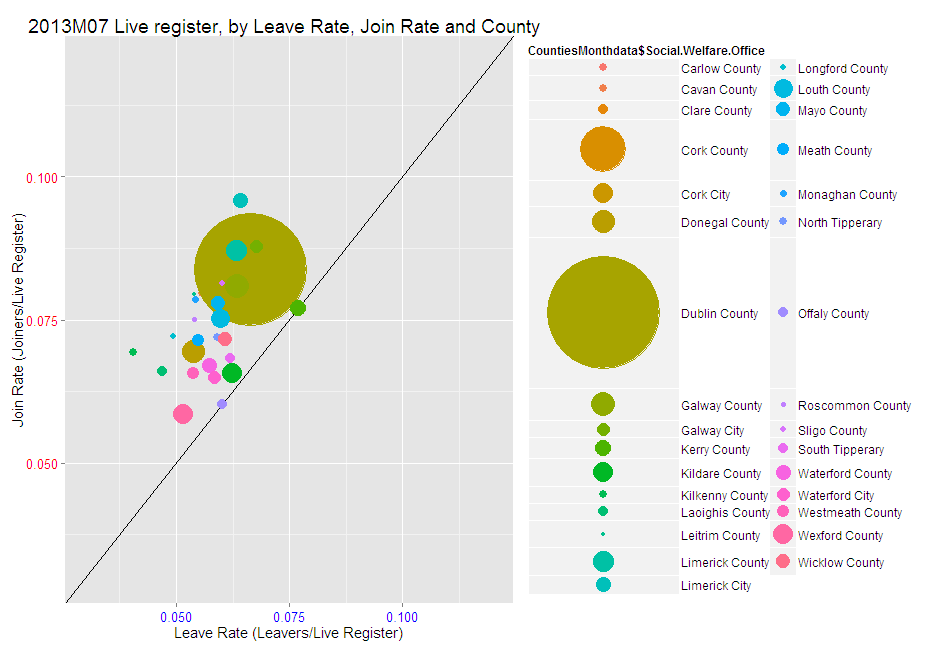 2013M07 Live register, by Leave Rate, Join Rate and County
CountiesMonthdata$Social.Welfare.Office
Carlow County Longford County
Cavan County Louth County
Clare County Mayo County
Cork County Meath County
Cork City Monaghan County
Donegal County North Tipperary
Dublin County Offaly County
Galway County Roscommon County
Galway City Sligo County
Kerry County South Tipperary
Kildare County Waterford County
Kilkenny County Waterford City
Laoighis County Westmeath County
Leitrim County Wexford County
Limerick County Wicklow County
Limerick City
Join Rate (Joiners/Live Register)
0.100
0.075
0.050
0.050 0.075 0.100
Leave Rate (Leavers/Live Register)